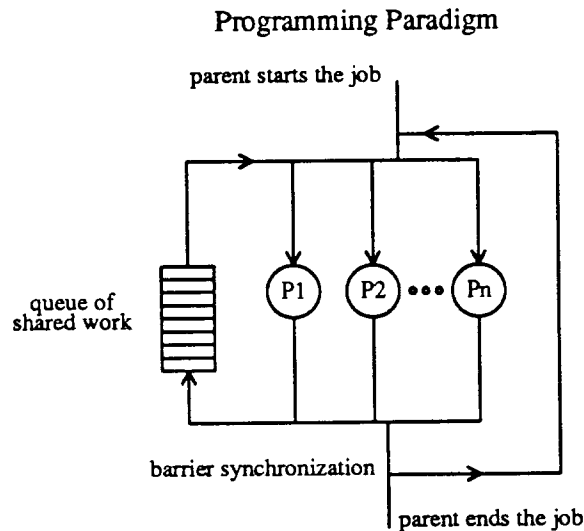 Programming Paradigm
parent starts the job
P1
P2
Pn
queue of
shared work
barrier synchronization
parent ends the job